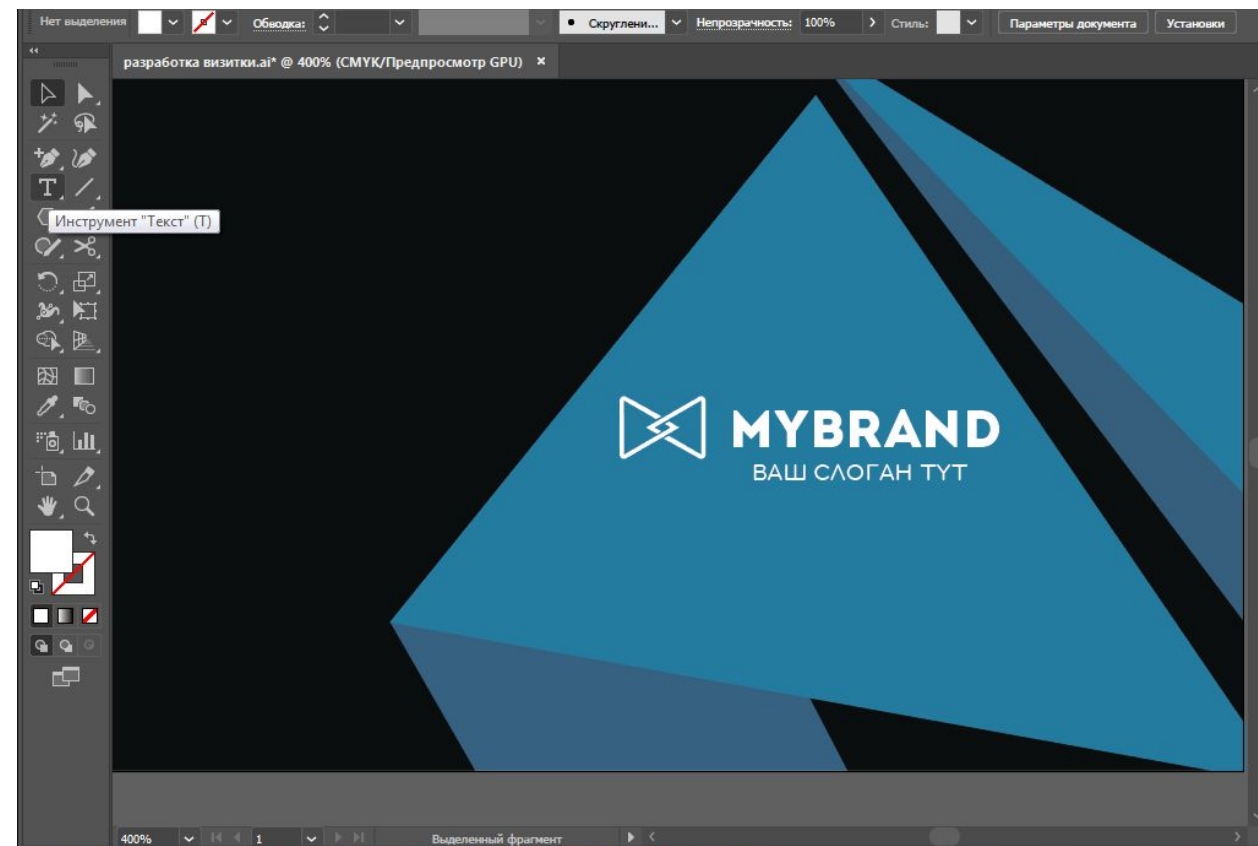 Нет выделения Обводка: Скруглени... Непрозрачность: 100% Стиль: Параметры документа Установки
разработка визитки.ai* @ 400% (CMYK/Предпросмотр GPU) ×
Инструмент "Текст" (T)
MYBRAND
ВАШ СЛОГАН ТУТ
400% 1 Выделенный фрагмент